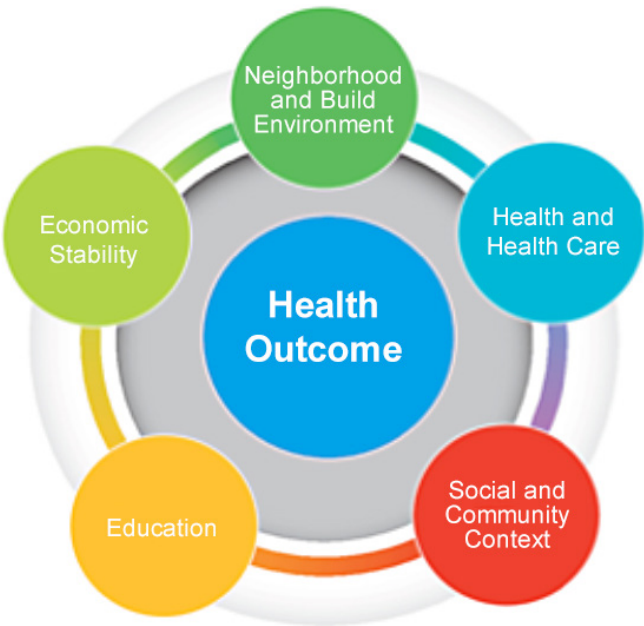 Neighborhood
and Build
Environment
Economic
Stability
Health and
Health Care
Health
Outcome
Education
Social and
Community
Context